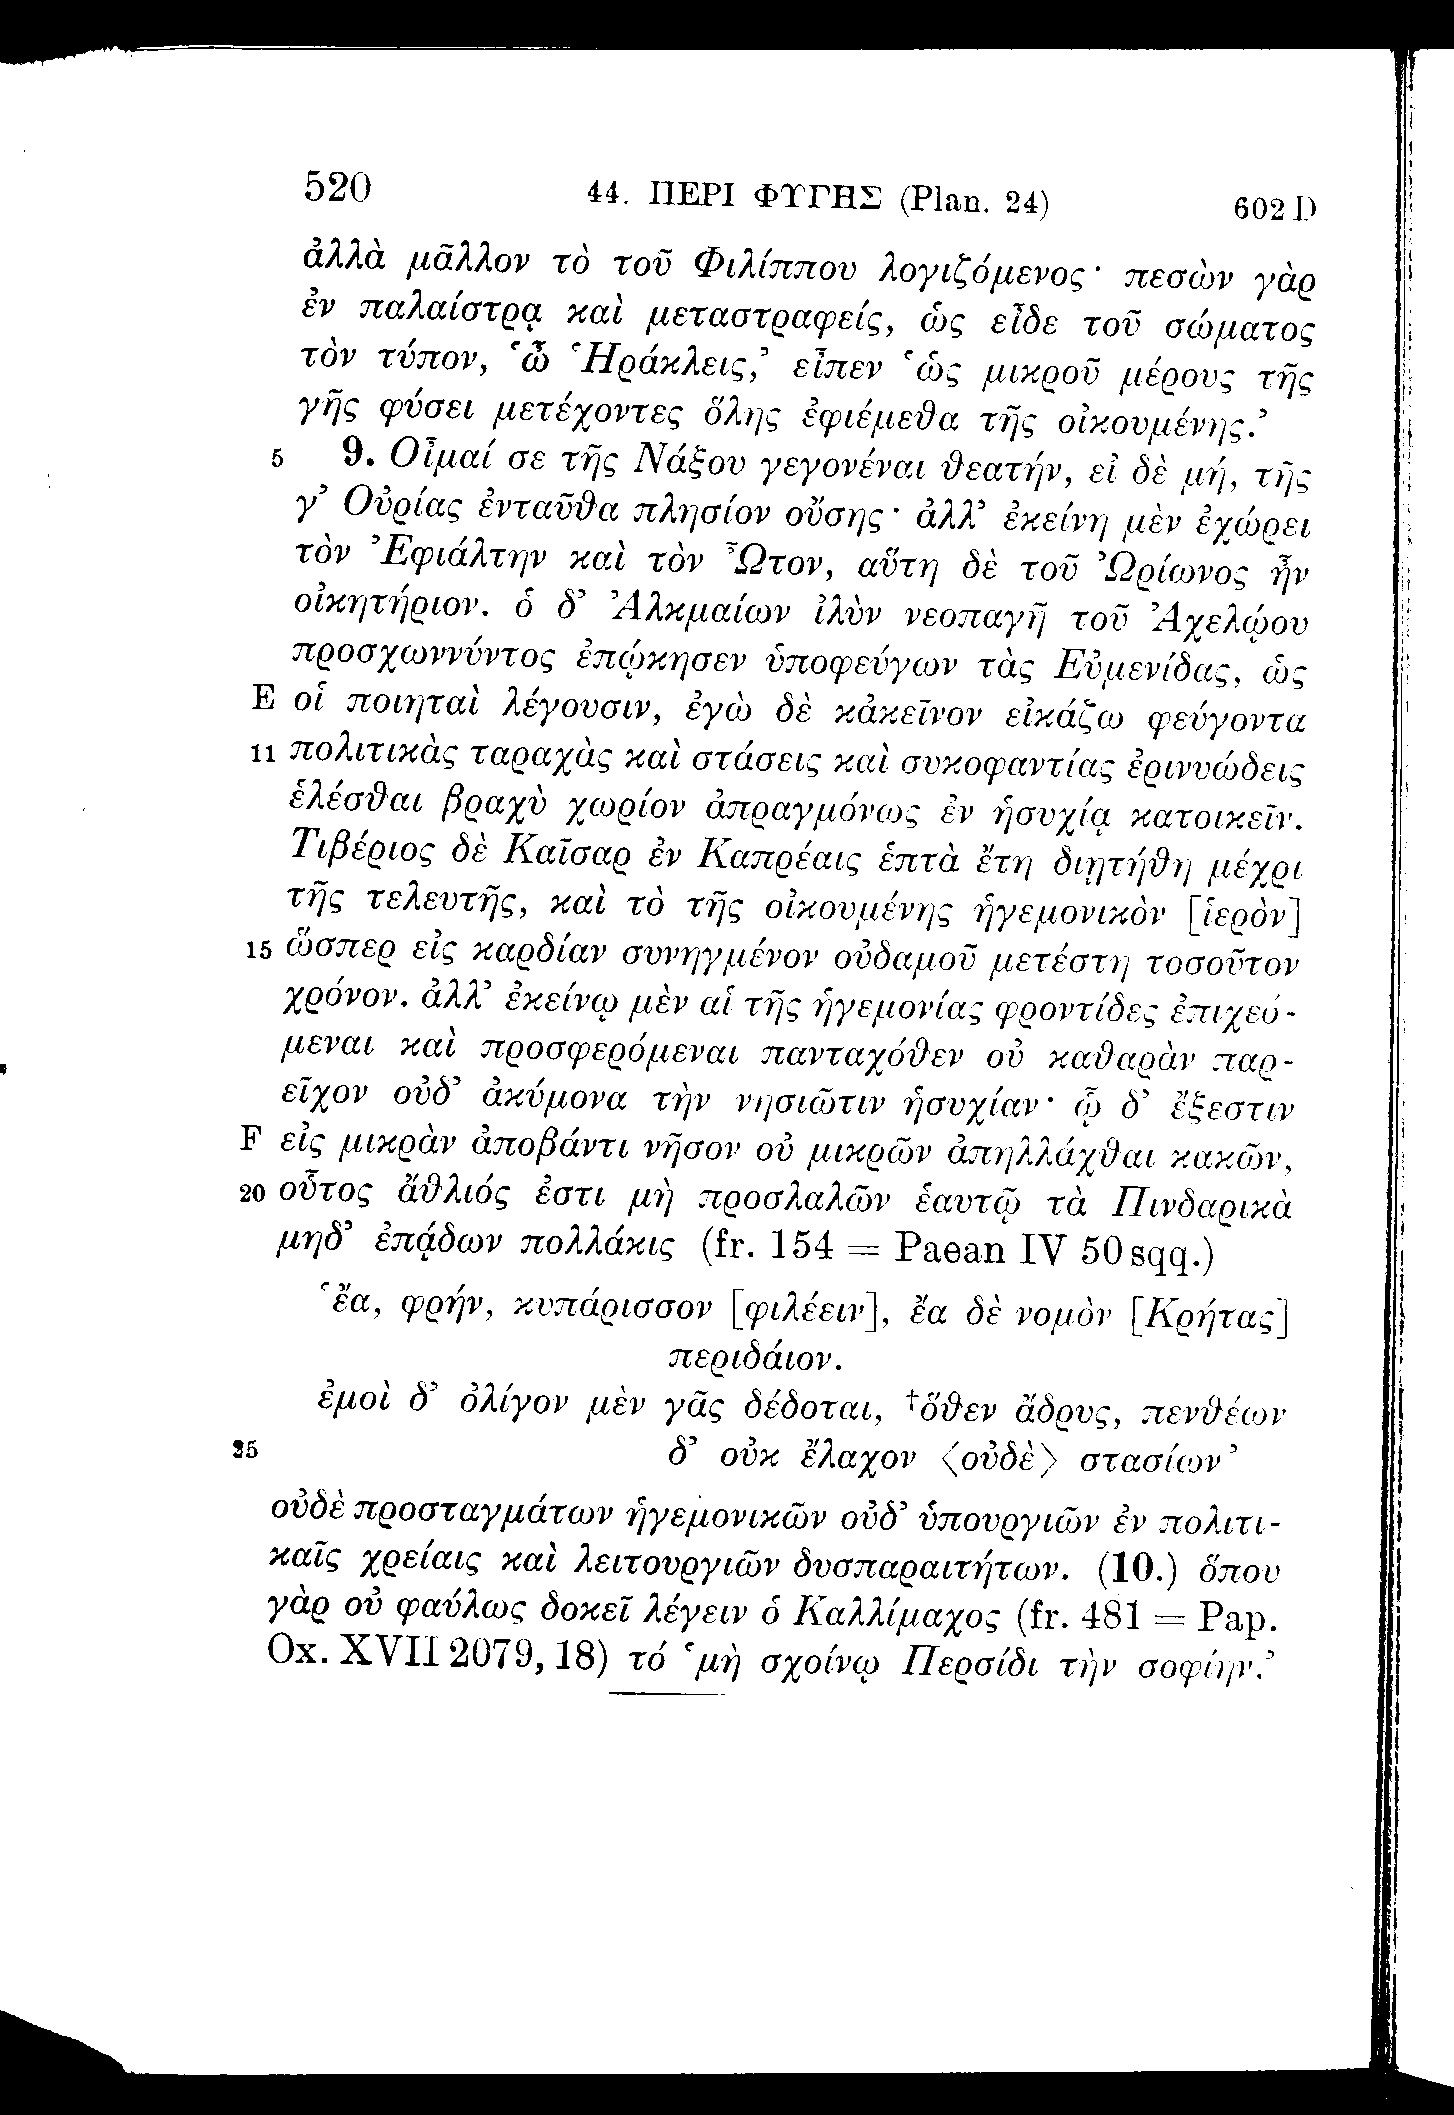 520 44. ΠΕΡΙ ΦΥΓΗΣ (Plan. 24) 602 D
ἀλλὰ μᾶλλον τὸ τοῦ Φιλίππου λογιζόμενος· πεσὼν γὰρ
ἐν παλαίστρᾳ καὶ μεταστραφείς, ὡς εἶδε τοῦ σώματος
τὸν τύπον, ‘ὦ Ἡράκλεις,’ εἶπεν ‘ὡς μικροῦ μέρους τῆς
γῆς φύσει μετέχοντες ὅλης ἐφιέμεθα τῆς οἰκουμένης.’
5 9. Οἶμαί σε τῆς Νάξου γεγονέναι θεατήν, εἰ δὲ μή, τῆς
γ’ Οὐρίας ἐνταῦθα πλησίον οὔσης· ἀλλ’ ἐκείνη μὲν ἐχώρει
τὸν Ἐφιάλτην καὶ τὸν Ὦτον, αὕτη δὲ τοῦ Ὠρίωνος ἦν
οἰκητήριον. ὁ δ’ Ἀλκμαίων ἰλὺν νεοπαγῆ τοῦ Ἀχελῴου
προσχωννύντος ἐπῴκησεν ὑποφεύγων τὰς Εὐμενίδας, ὡς
E οἱ ποιηταὶ λέγουσιν, ἐγὼ δὲ κἀκεῖνον εἰκάζω φεύγοντα
11 πολιτικὰς ταραχὰς καὶ στάσεις καὶ συκοφαντίας ἐρινυώδεις
ἑλέσθαι βραχὺ χωρίον ἀπραγμόνως ἐν ἡσυχίᾳ κατοικεῖν.
Τιβέριος δὲ Καῖσαρ ἐν Καπρέαις ἑπτὰ ἔτη διῃτήθη μέχρι
τῆς τελευτῆς, καὶ τὸ τῆς οἰκουμένης ἡγεμονικὸν [ἱερὸν]
15 ὥσπερ εἰς καρδίαν συνηγμένον οὐδαμοῦ μετέστη τοσοῦτον
χρόνον. ἀλλ’ ἐκείνῳ μὲν αἱ τῆς ἡγεμονίας φροντίδες ἐπιχεό-
μεναι καὶ προσφερόμεναι πανταχόθεν οὐ καθαρὰν παρ-
εῖχον οὐδ’ ἀκύμονα τὴν νησιῶτιν ἡσυχίαν· ᾧ δ’ ἔξεστιν
F εἰς μικρὰν ἀποβάντι νῆσον οὐ μικρῶν ἀπηλλάχθαι κακῶν,
20 οὗτος ἄθλιός ἐστι μὴ προσλαλῶν ἑαυτῷ τὰ Πινδαρικὰ
μηδ’ ἐπᾴδων πολλάκις (fr. 154 = Paean IV 50 sqq.)
‘ἔα, φρήν, κυπάρισσον [φιλέειν], ἔα δὲ νομὸν [Κρήτας]
περιδάιον.
ἐμοὶ δ’ ὀλίγον μὲν γᾶς δέδοται, †ὅθεν ἄδρυς, πενθέων
25 δ’ οὐκ ἔλαχον ⟨οὐδὲ⟩ στασίων’
οὐδὲ προσταγμάτων ἡγεμονικῶν οὐδ’ ὑπουργιῶν ἐν πολιτι-
καῖς χρείαις καὶ λειτουργιῶν δυσπαραιτήτων. (10.) ὅπου
γὰρ οὐ φαύλως δοκεῖ λέγειν ὁ Καλλίμαχος (fr. 481 = Pap.
Ox. XVII 2079, 18) τό ‘μὴ σχοίνῳ Περσίδι τὴν σοφίην.’